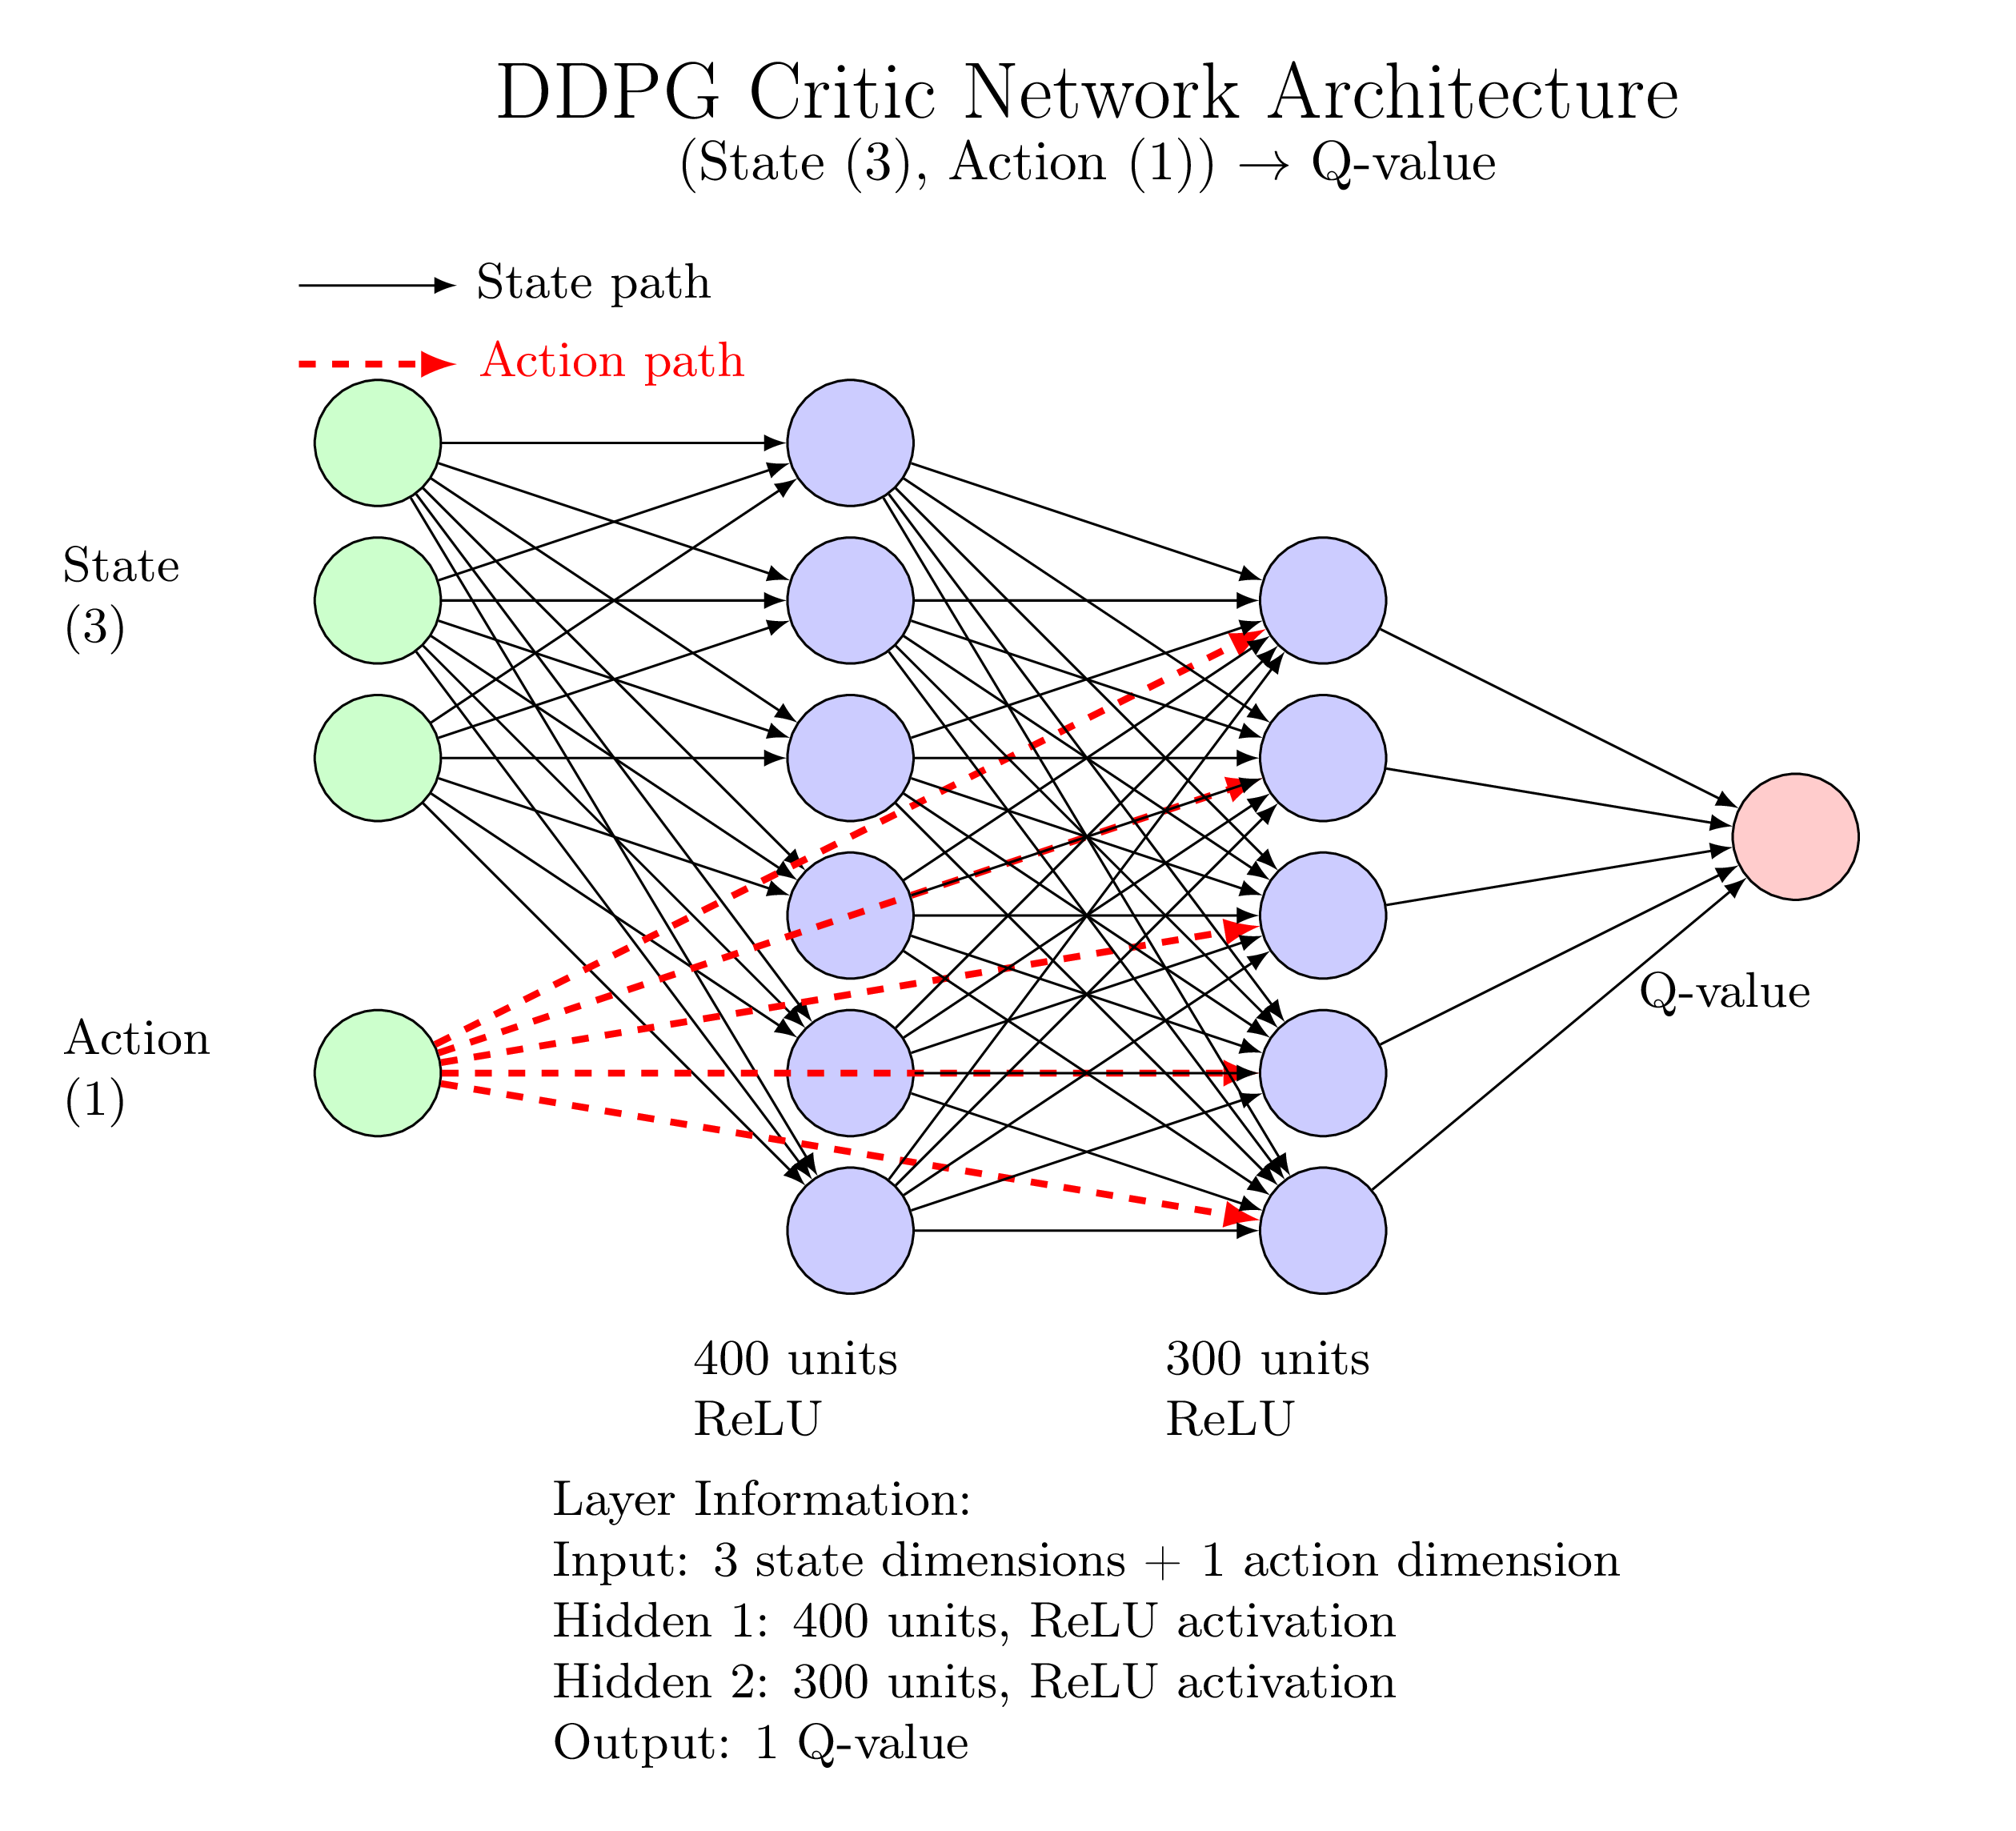 DDPG Critic Network Architecture
(State (3), Action (1)) → Q-value
State path
Action path
State
(3)
Action
(1)
Q-value
400 units
ReLU
300 units
ReLU
Layer Information:
Input: 3 state dimensions + 1 action dimension
Hidden 1: 400 units, ReLU activation
Hidden 2: 300 units, ReLU activation
Output: 1 Q-value